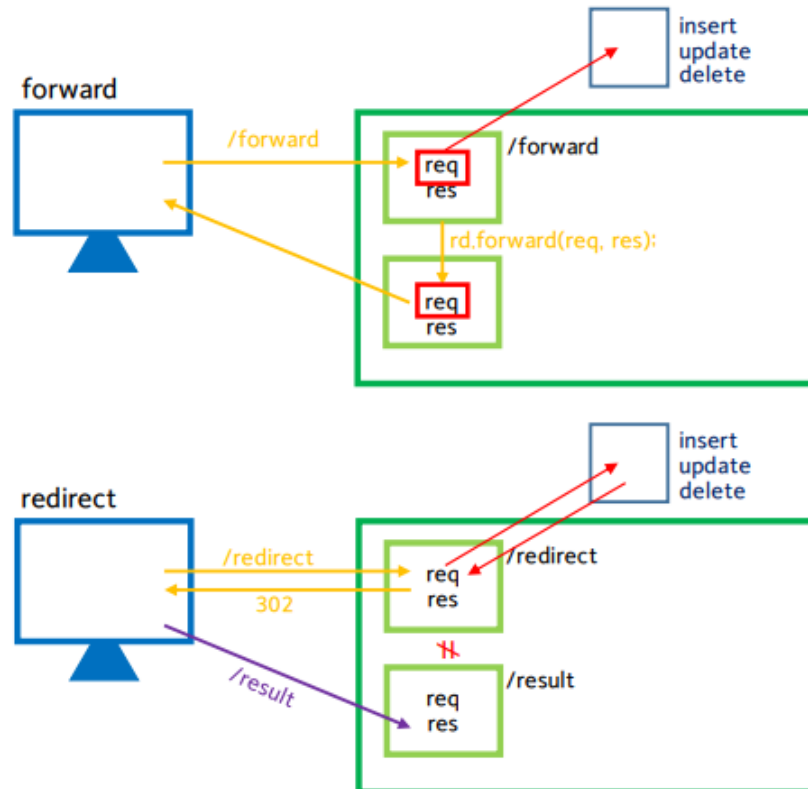 insert
update
delete
forward
/forward
/forward
req
res
rd.forward(req, res);
req
res
insert
update
delete
redirect
/redirect
/redirect
req
res
302
/result
/result
req
res